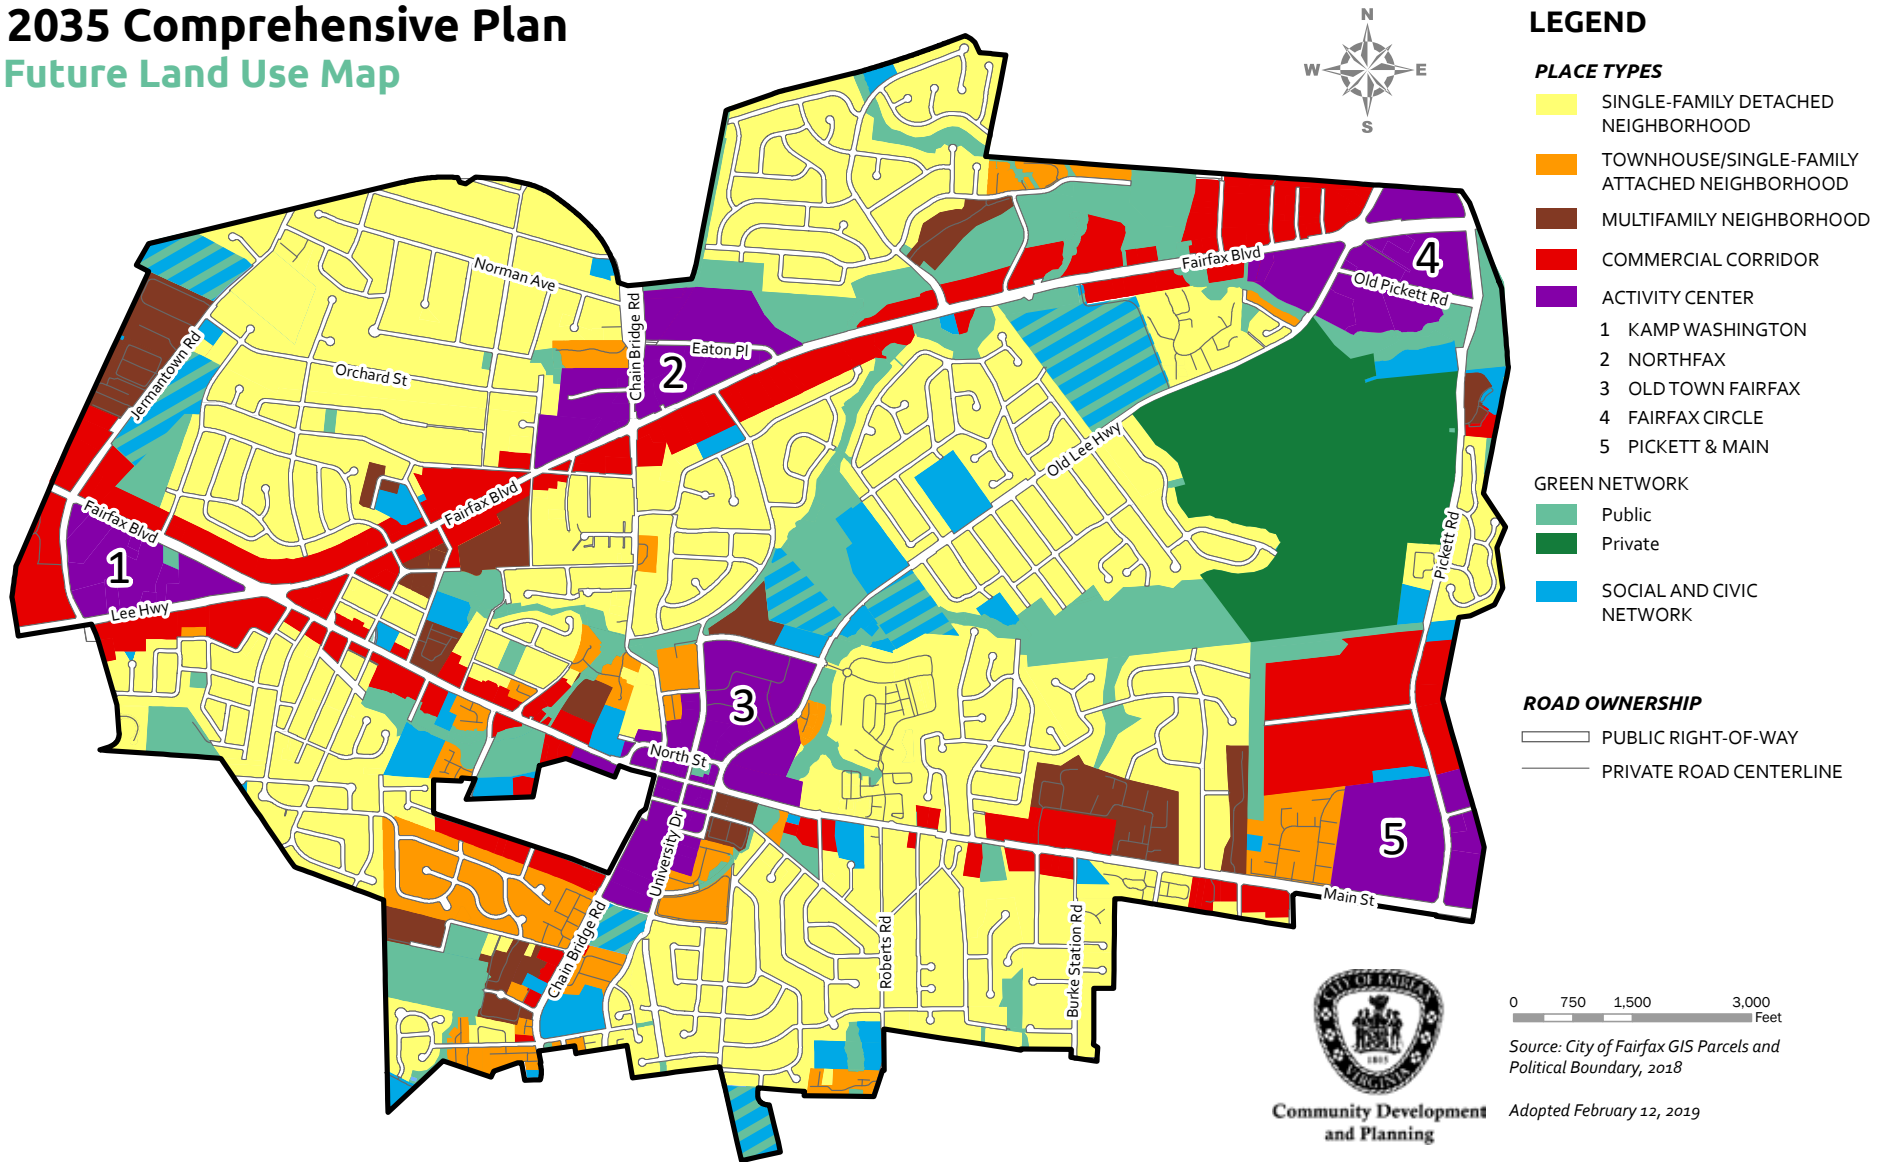 2035 Comprehensive Plan
Future Land Use Map
N
W
E
S
LEGEND
PLACE TYPES
SINGLE-FAMILY DETACHED
NEIGHBORHOOD
TOWNHOUSE/SINGLE-FAMILY
ATTACHED NEIGHBORHOOD
MULTIFAMILY NEIGHBORHOOD
COMMERCIAL CORRIDOR
ACTIVITY CENTER
1 KAMP WASHINGTON
2 NORTHFAX
3 OLD TOWN FAIRFAX
4 FAIRFAX CIRCLE
5 PICKETT & MAIN
GREEN NETWORK
Public
Private
SOCIAL AND CIVIC
NETWORK
ROAD OWNERSHIP
PUBLIC RIGHT-OF-WAY
PRIVATE ROAD CENTERLINE
Norman Ave
Chain Bridge Rd
Fairfax Blvd
4
Old Pickett Rd
Jermantown Rd
Orchard St
Eaton Pl
2
Old Lee Hwy
Fairfax Blvd
Fairfax Blvd
1
Lee Hwy
Pickett Rd
3
North St
University Dr
5
Main St
Chain Bridge Rd
Roberts Rd
Burke Station Rd
CITY OF FAIRFAX
1805
VIRGINIA
Community Development
and Planning
0 750 1,500 3,000
Feet
Source: City of Fairfax GIS Parcels and
Political Boundary, 2018
Adopted February 12, 2019